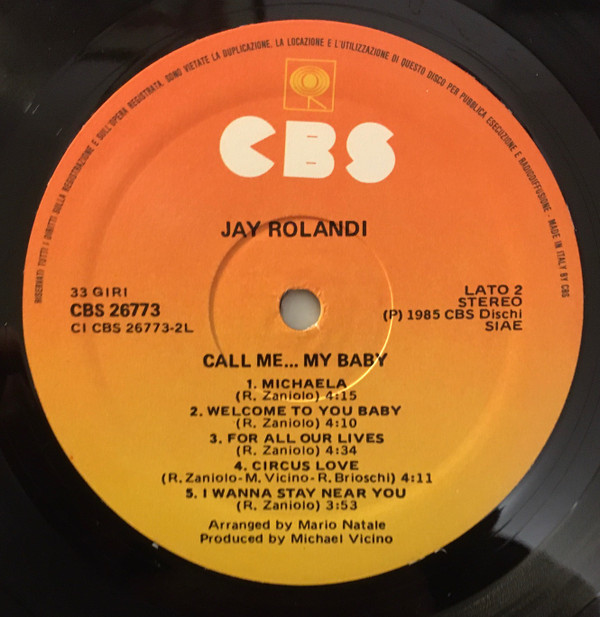 RISERVATI TUTTI I DIRITTI SULLA REGISTRAZIONE E SULL'OPERA REGISTRATA. SONO VIETATE LA DUPLICAZIONE, LA LOCAZIONE E L'UTILIZZAZIONE DI QUESTO DISCO PER PUBBLICA ESECUZIONE E RADIODIFFUSIONE. - MADE IN ITALY BY CBS
CBS
JAY ROLANDI
33 GIRI
CBS 26773
CI CBS 26773-2L
LATO 2
STEREO
(P) 1985 CBS Dischi
SIAE
CALL ME... MY BABY
1. MICHAELA
(R. Zaniolo) 4:15
2. WELCOME TO YOU BABY
(R. Zaniolo) 4:10
3. FOR ALL OUR LIVES
(R. Zaniolo) 4:34
4. CIRCUS LOVE
(R. Zaniolo-M. Vicino-R. Brioschi) 4:11
5. I WANNA STAY NEAR YOU
(R. Zaniolo) 3:53
Arranged by Mario Natale
Produced by Michael Vicino